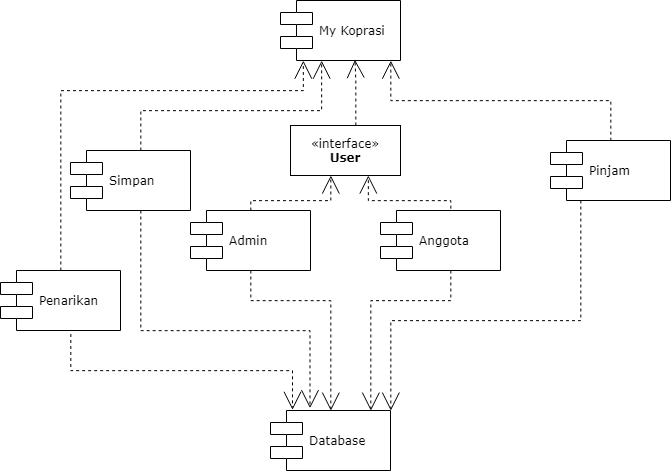 My Koprasi
«interface»
User
Simpan
Pinjam
Admin
Anggota
Penarikan
Database